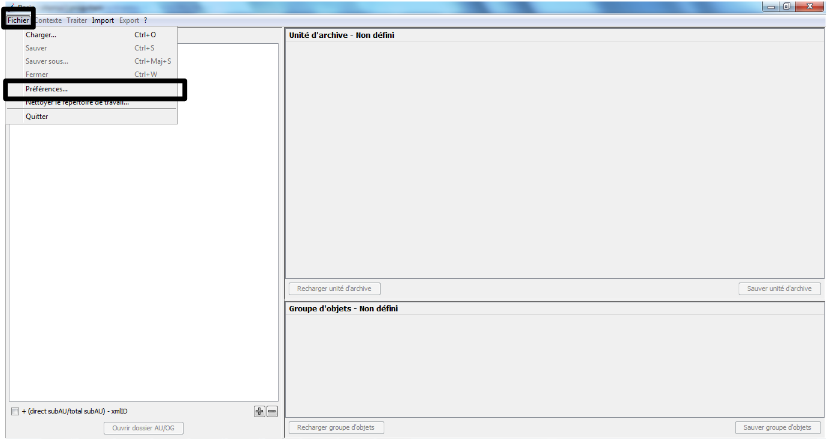 Fichier Contexte Traiter Import Export ?
Charger... Ctrl+O
Sauver Ctrl+S
Sauver sous... Ctrl+Maj+S
Fermer Ctrl+W
Préférences...
Nettoyer le répertoire de travail...
Quitter
Unité d'archive - Non défini
Recharger unité d'archive Sauver unité d'archive
Groupe d'objets - Non défini
+ (direct subAU/total subAU) - xmlID
Ouvrir dossier AU/OG
Recharger groupe d'objets Sauver groupe d'objets